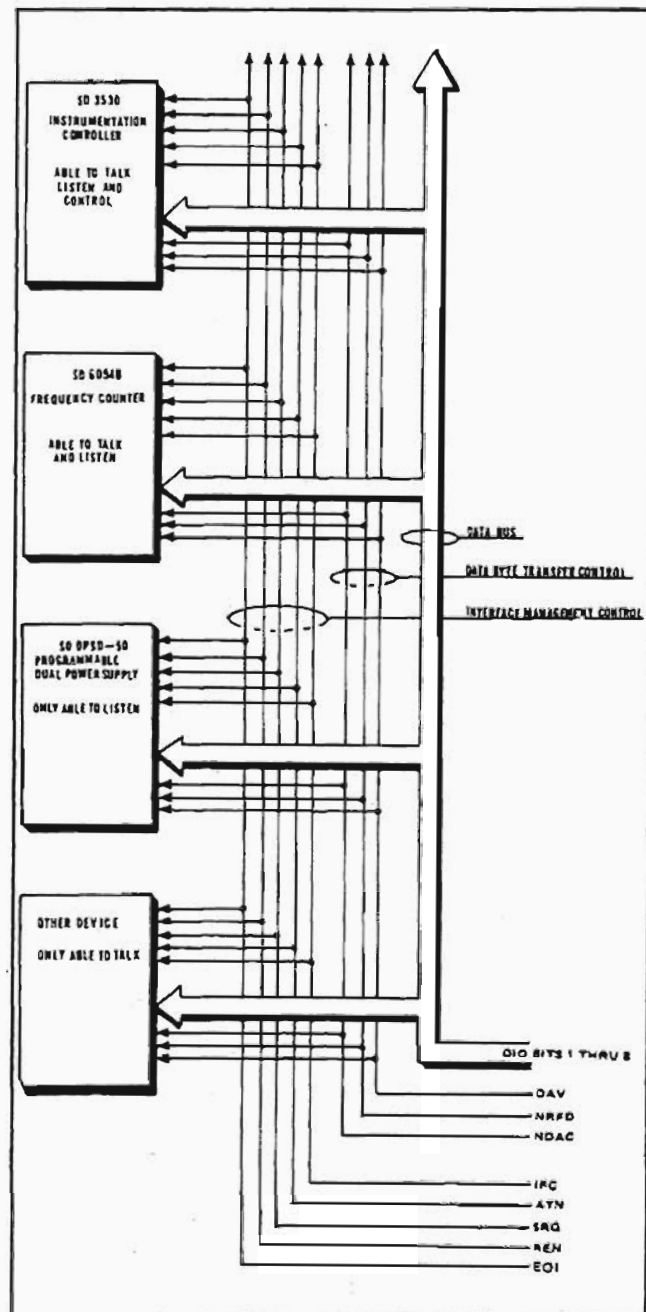 SD 3530
INSTRUMENTATION
CONTROLLER
ABLE TO TALK
LISTEN AND
CONTROL
SD 6054B
FREQUENCY COUNTER
ABLE TO TALK
AND LISTEN
DATA BUS
DATA BYTE TRANSFER CONTROL
INTERFACE MANAGEMENT CONTROL
SD DPSD-50
PROGRAMMABLE
DUAL POWER SUPPLY
ONLY ABLE TO LISTEN
OTHER DEVICE
ONLY ABLE TO TALK
DIO BITS 1 THRU 8
DAV
NRFD
NDAC
IFC
ATN
SRQ
REN
EOI